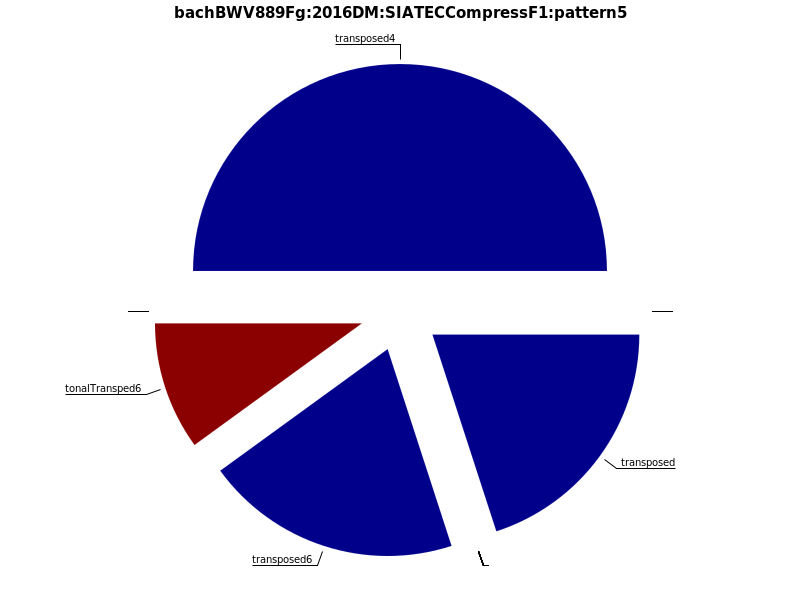 bachBWV889Fg:2016DM:SIATECCompressF1:pattern5
transposed4
tonalTransped6
transposed
transposed6